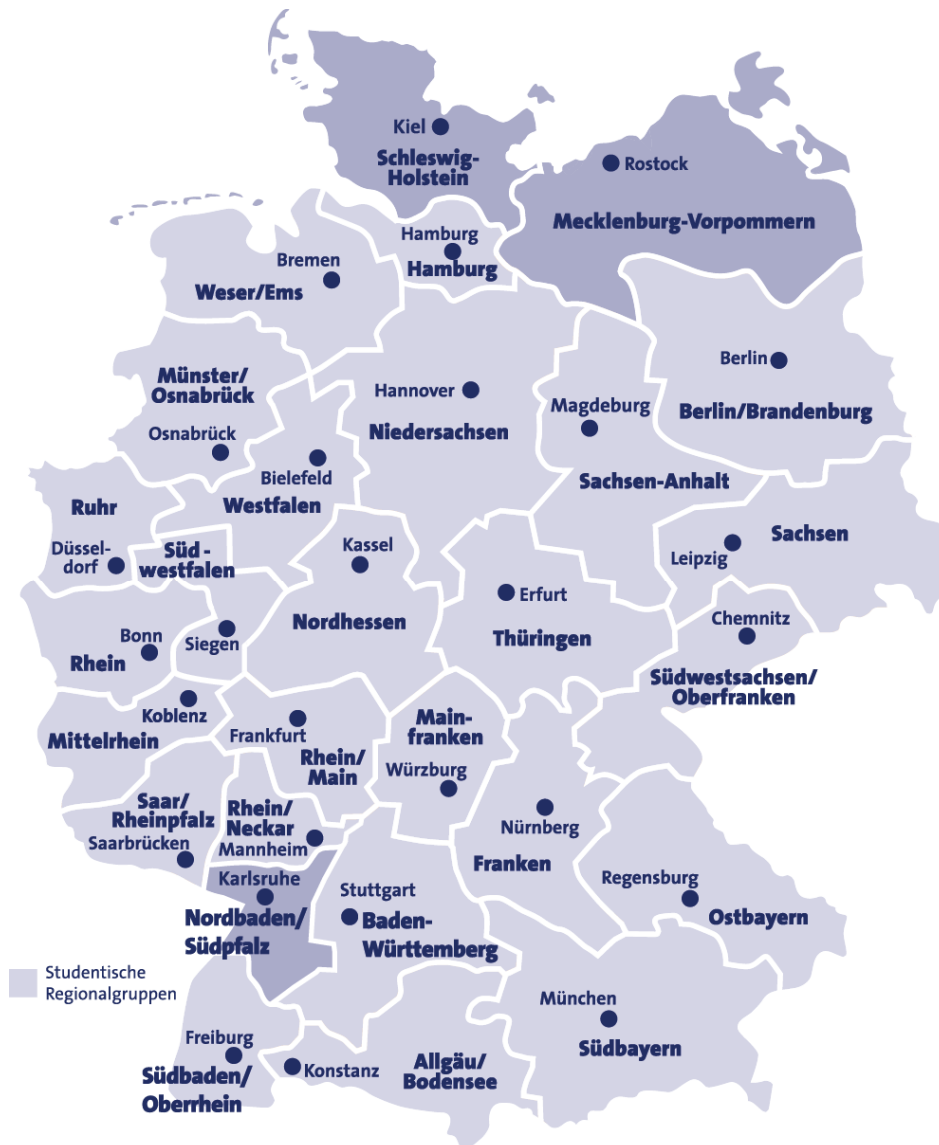 Kiel
Schleswig-
Holstein
Rostock
Mecklenburg-Vorpommern
Hamburg
Hamburg
Bremen
Weser/Ems
Berlin
Berlin/Brandenburg
Münster/
Osnabrück
Osnabrück
Hannover
Niedersachsen
Magdeburg
Sachsen-Anhalt
Bielefeld
Westfalen
Ruhr
Düssel-
dorf
Süd-
westfalen
Kassel
Nordhessen
Erfurt
Thüringen
Leipzig
Sachsen
Chemnitz
Südwestsachsen/
Oberfranken
Bonn
Rhein
Siegen
Koblenz
Mittelrhein
Frankfurt
Rhein/
Main
Main-
franken
Würzburg
Saar/
Rheinpfalz
Saarbrücken
Rhein/
Neckar
Mannheim
Nürnberg
Franken
Regensburg
Ostbayern
Karlsruhe
Nordbaden/
Südpfalz
Stuttgart
Baden-
Württemberg
Studentische
Regionalgruppen
München
Südbayern
Freiburg
Südbaden/
Oberrhein
Konstanz
Allgäu/
Bodensee